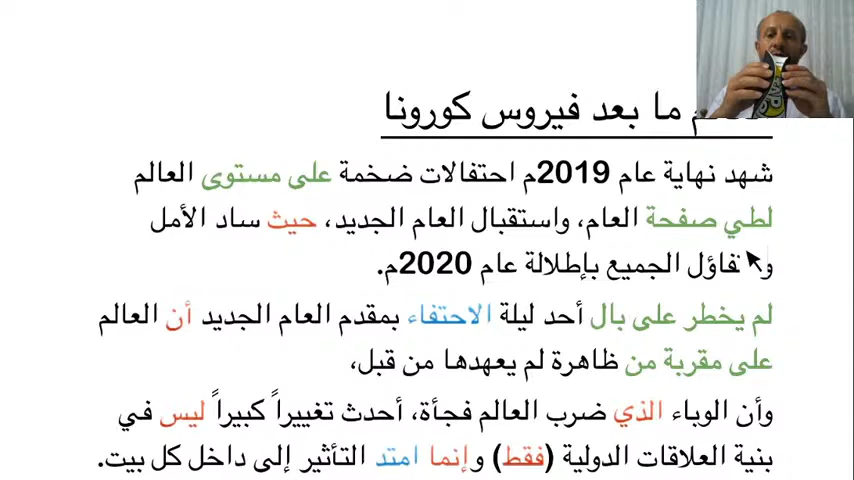 ما بعد فيروس كورونا
شهد نهاية عام 2019م احتفالات ضخمة على مستوى العالم
لطي صفحة العام، واستقبال العام الجديد، حيث ساد الأمل
وتفاؤل الجميع بإطلالة عام 2020م.
لم يخطر على بال أحد ليلة الاحتفاء بمقدم العام الجديد أن العالم
على مقربة من ظاهرة لم يعهدها من قبل،
وأن الوباء الذي ضرب العالم فجأة، أحدث تغييراً كبيراً ليس في
بنية العلاقات الدولية (فقط) وإنما امتد التأثير إلى داخل كل بيت.